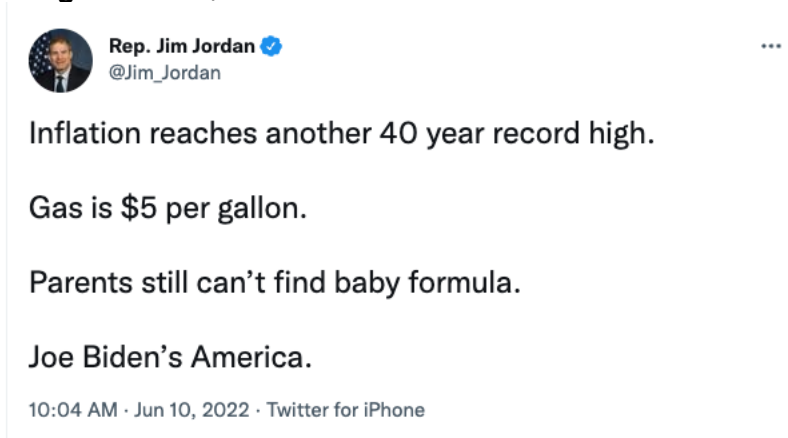 Rep. Jim Jordan
@Jim_Jordan
Inflation reaches another 40 year record high.
Gas is $5 per gallon.
Parents still can’t find baby formula.
Joe Biden’s America.
10:04 AM · Jun 10, 2022 · Twitter for iPhone